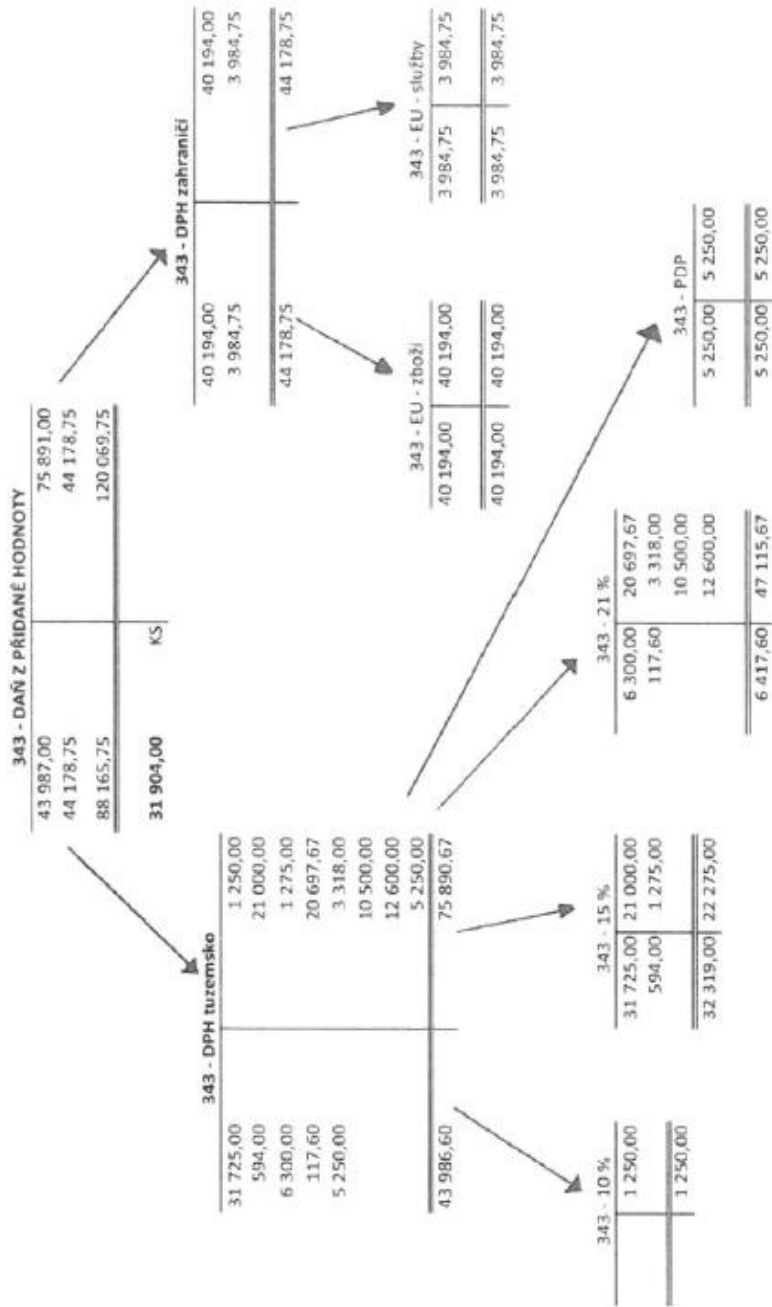 343 - DAŇ Z PŘIDANÉ HODNOTY
43 987,00 75 891,00
44 178,75 44 178,75
88 165,75 120 069,75
31 904,00 KS
343 - DPH tuzemsko
31 725,00 1 250,00
594,00 21 000,00
6 300,00 1 275,00
117,60 20 697,67
5 250,00 3 318,00
10 500,00
12 600,00
5 250,00
43 986,60 75 890,67
343 - DPH zahraničí
40 194,00 40 194,00
3 984,75 3 984,75
44 178,75 44 178,75
343 - EU - zboží
40 194,00 40 194,00
40 194,00 40 194,00
343 - EU - služby
3 984,75 3 984,75
3 984,75 3 984,75
343 - 10 %
1 250,00
1 250,00
343 - 15 %
31 725,00 21 000,00
594,00 1 275,00
32 319,00 22 275,00
343 - 21 %
6 300,00 20 697,67
117,60 3 318,00
10 500,00
12 600,00
6 417,60 47 115,67
343 - PDP
5 250,00 5 250,00
5 250,00 5 250,00